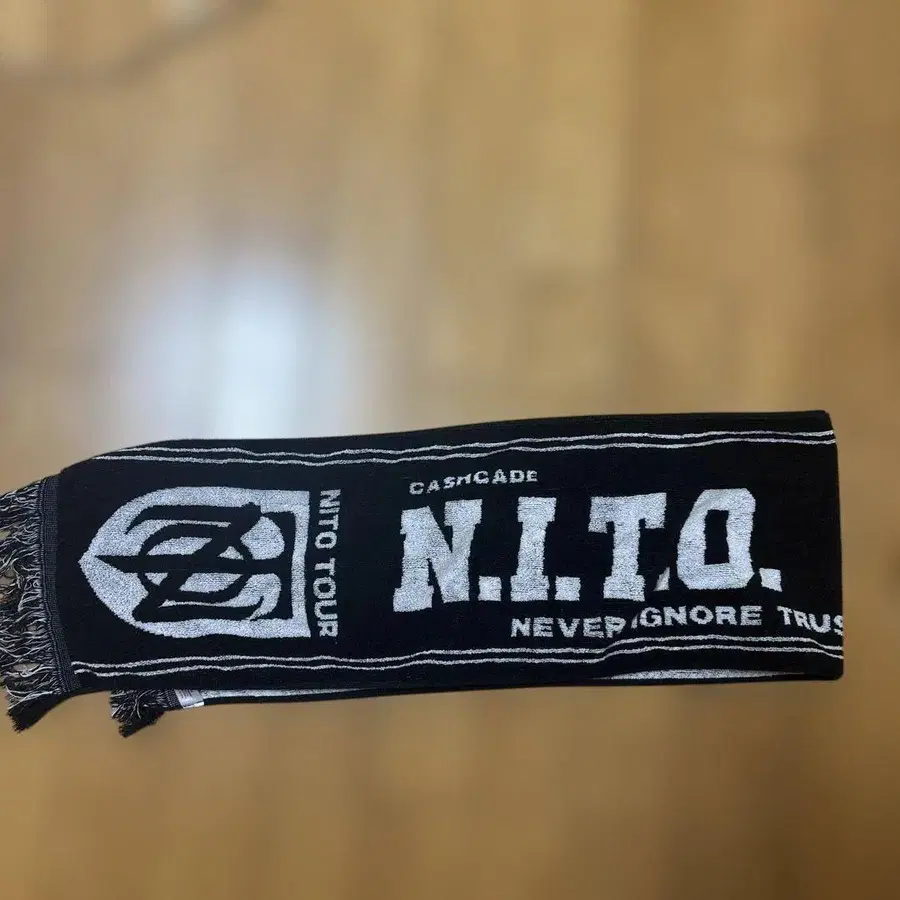 NITO TOUR
CASHCADE
N.I.T.O.
NEVER IGNORE TRUS